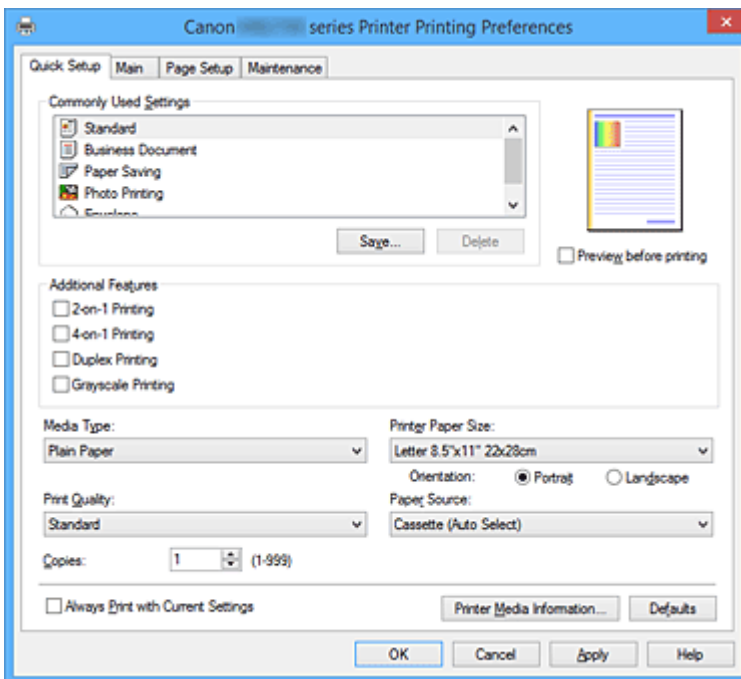 Canon series Printer Printing Preferences
Quick Setup Main Page Setup Maintenance
Commonly Used Settings
Standard
Business Document
Paper Saving
Photo Printing
Envelope
Save... Delete
Preview before printing
Additional Features
2-on-1 Printing
4-on-1 Printing
Duplex Printing
Grayscale Printing
Media Type: Printer Paper Size:
Plain Paper Letter 8.5"x11" 22x28cm
Orientation: Portrait Landscape
Print Quality: Paper Source:
Standard Cassette (Auto Select)
Copies: 1 (1-999)
Always Print with Current Settings Printer Media Information... Defaults
OK Cancel Apply Help